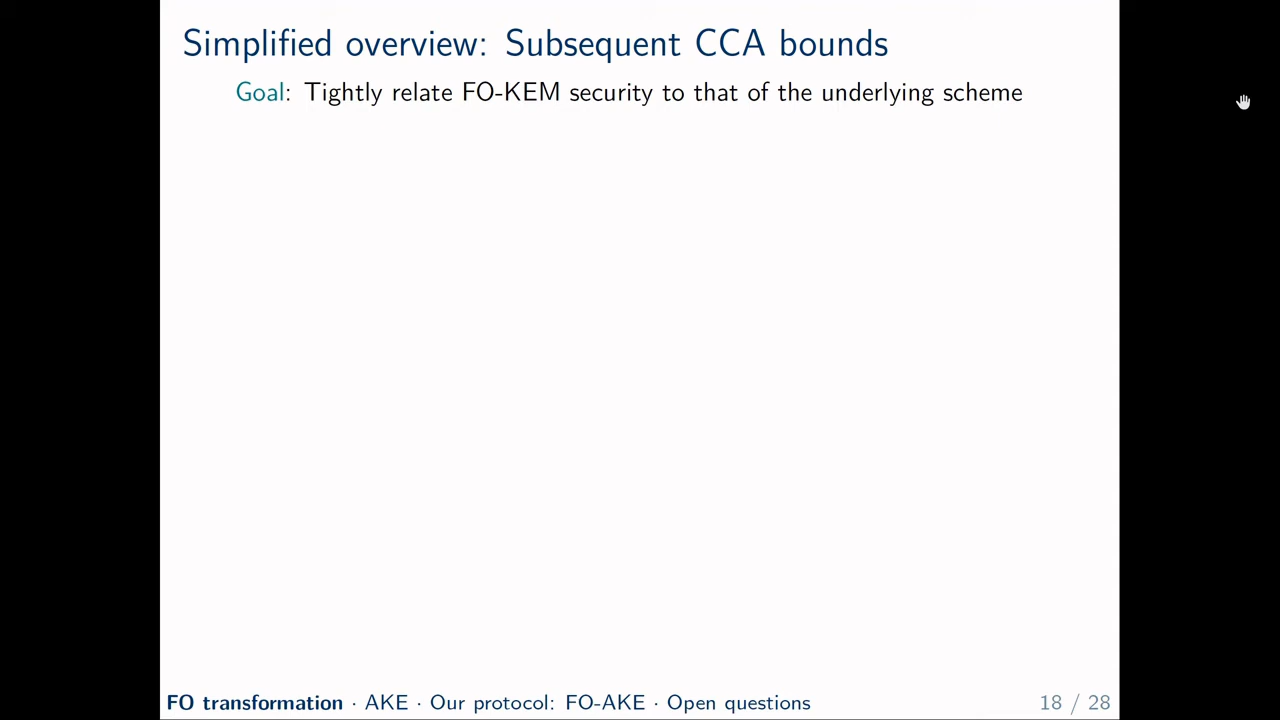 Simplified overview: Subsequent CCA bounds
Goal: Tightly relate FO-KEM security to that of the underlying scheme
FO transformation · AKE · Our protocol: FO-AKE · Open questions 18 / 28